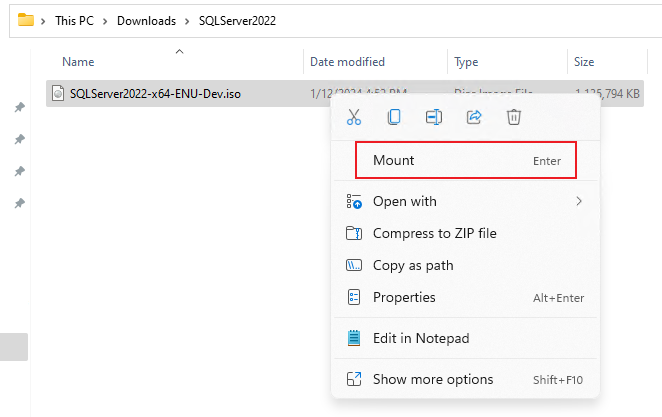 This PC > Downloads > SQLServer2022
Name Date modified Type Size
SQLServer2022-x64-ENU-Dev.iso 1/12/2024 4:52 PM Disc Image File 1,125,794 KB
Mount Enter
Open with
Compress to ZIP file
Copy as path
Properties Alt+Enter
Edit in Notepad
Show more options Shift+F10